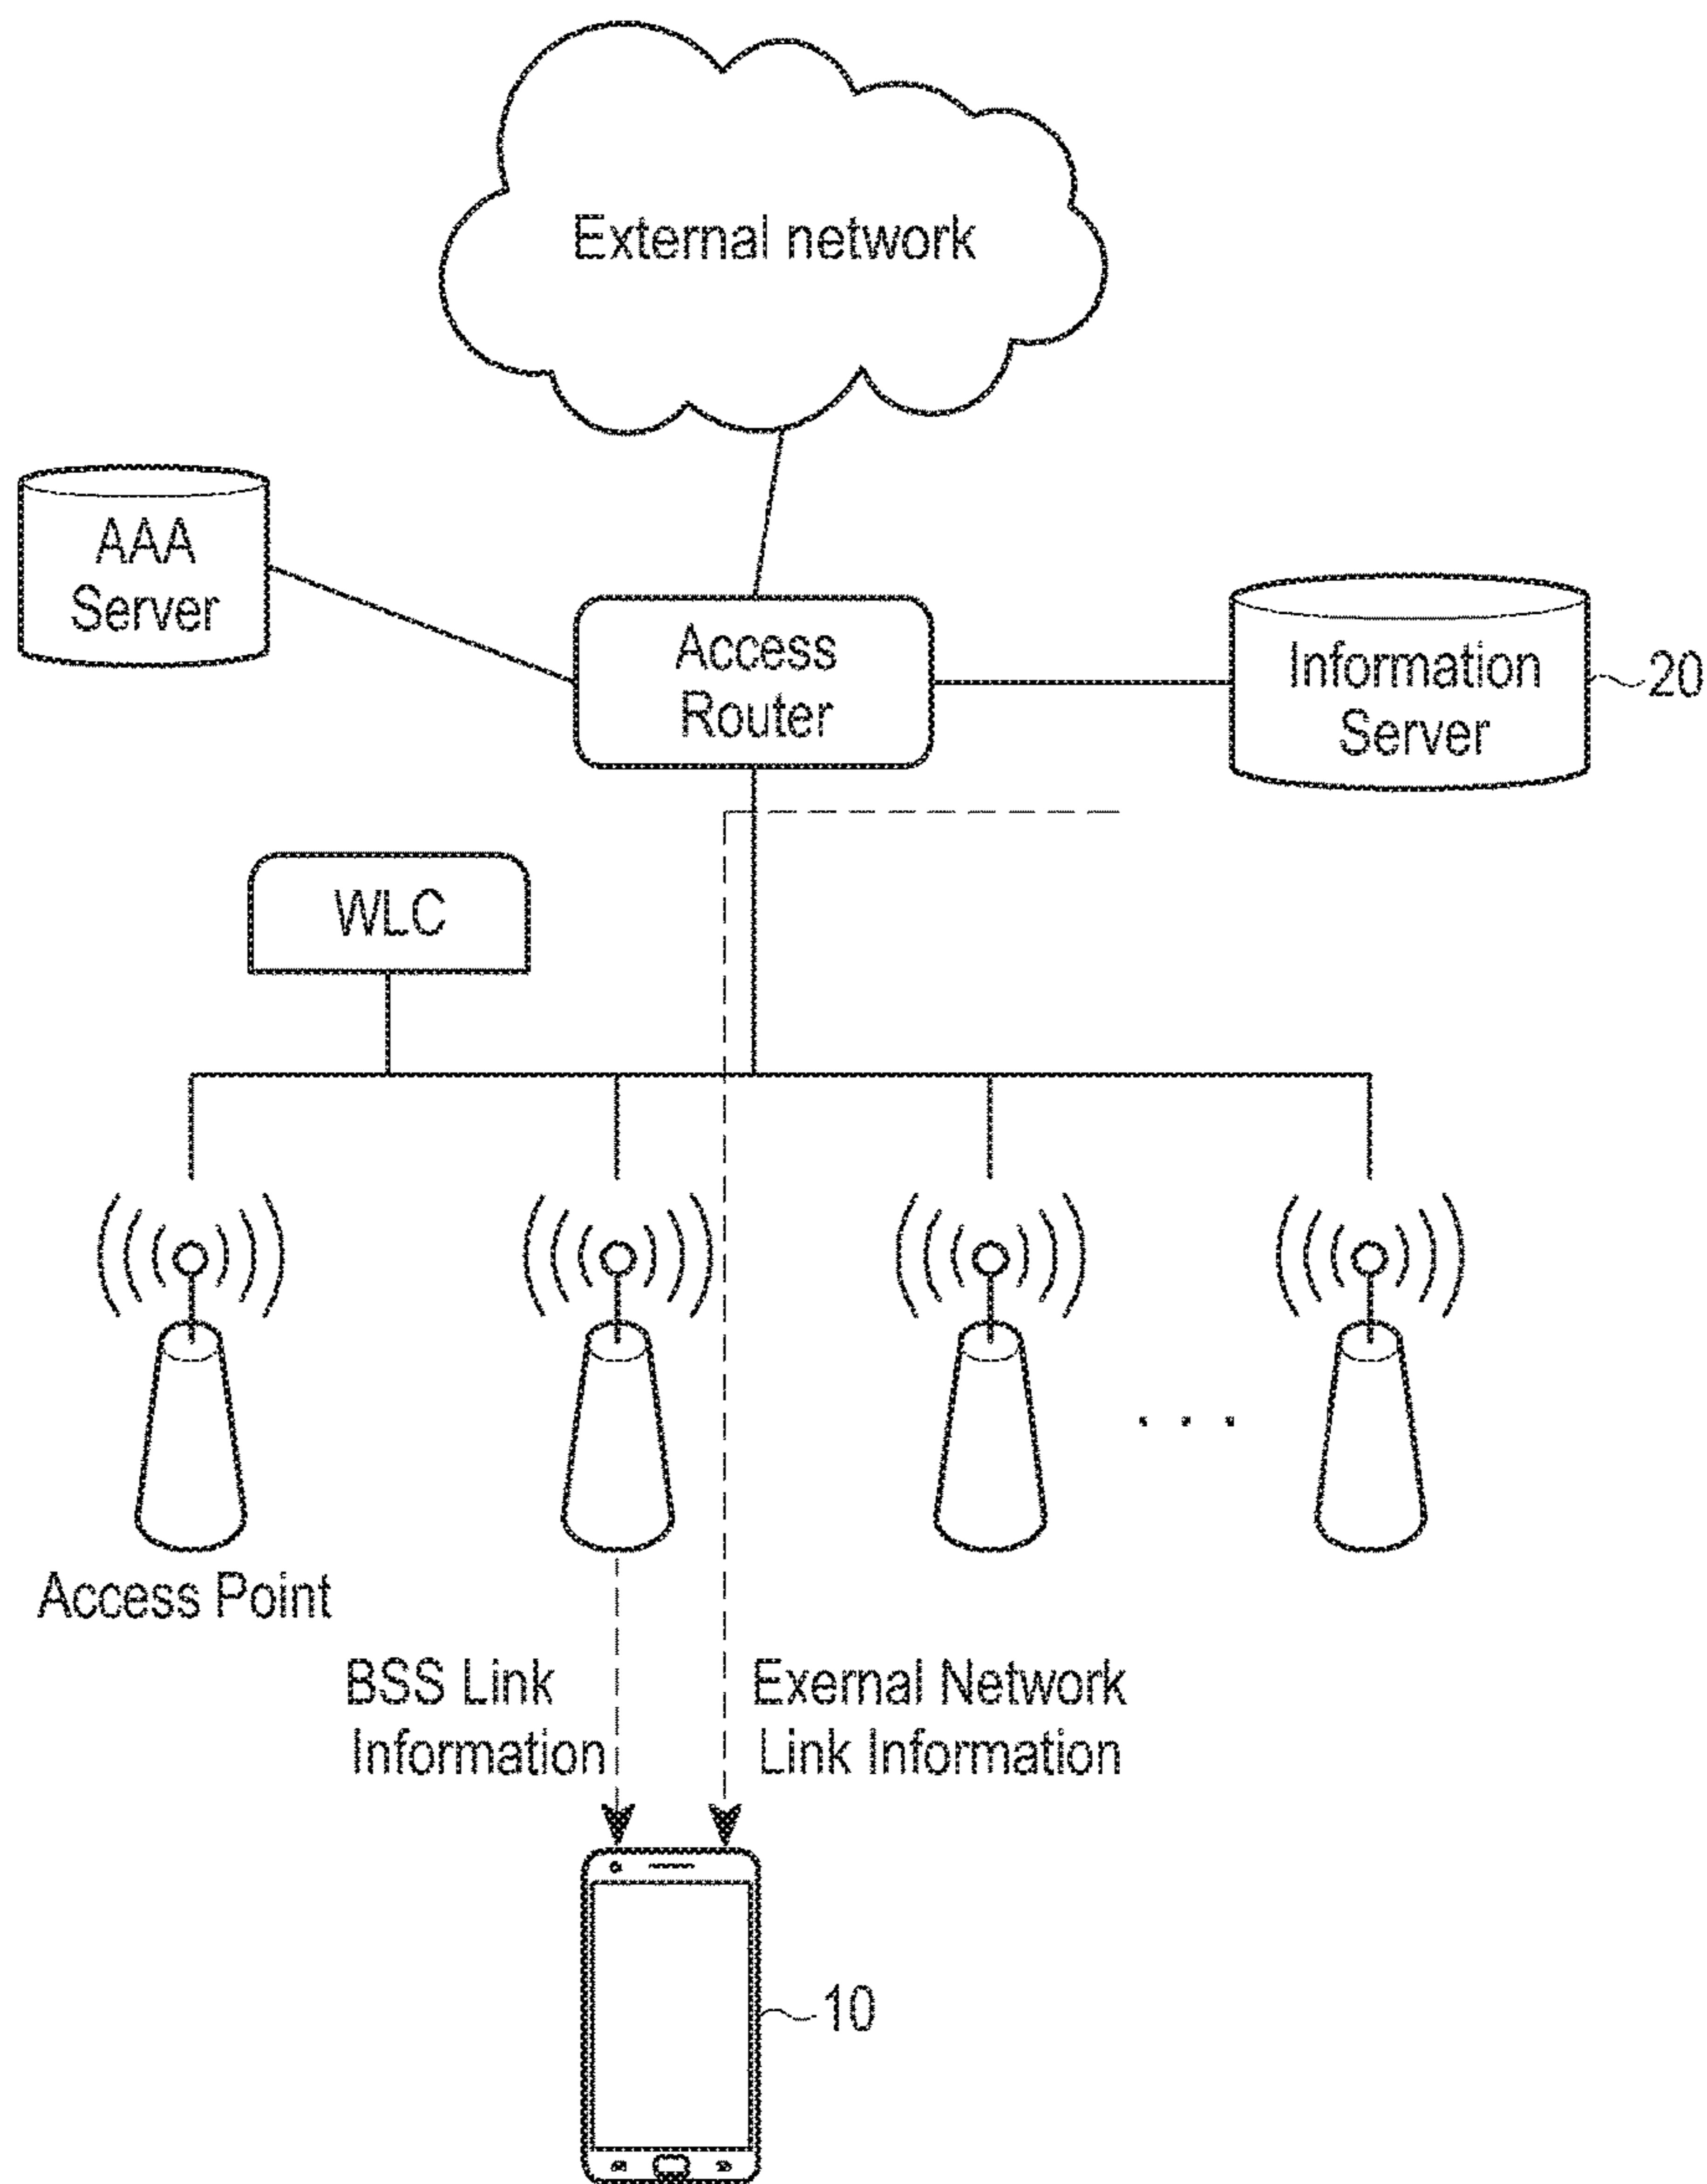 External network
AAA
Server
Access
Router
Information
Server
20
WLC
Access Point
BSS Link
Information
Exernal Network
Link Information
10